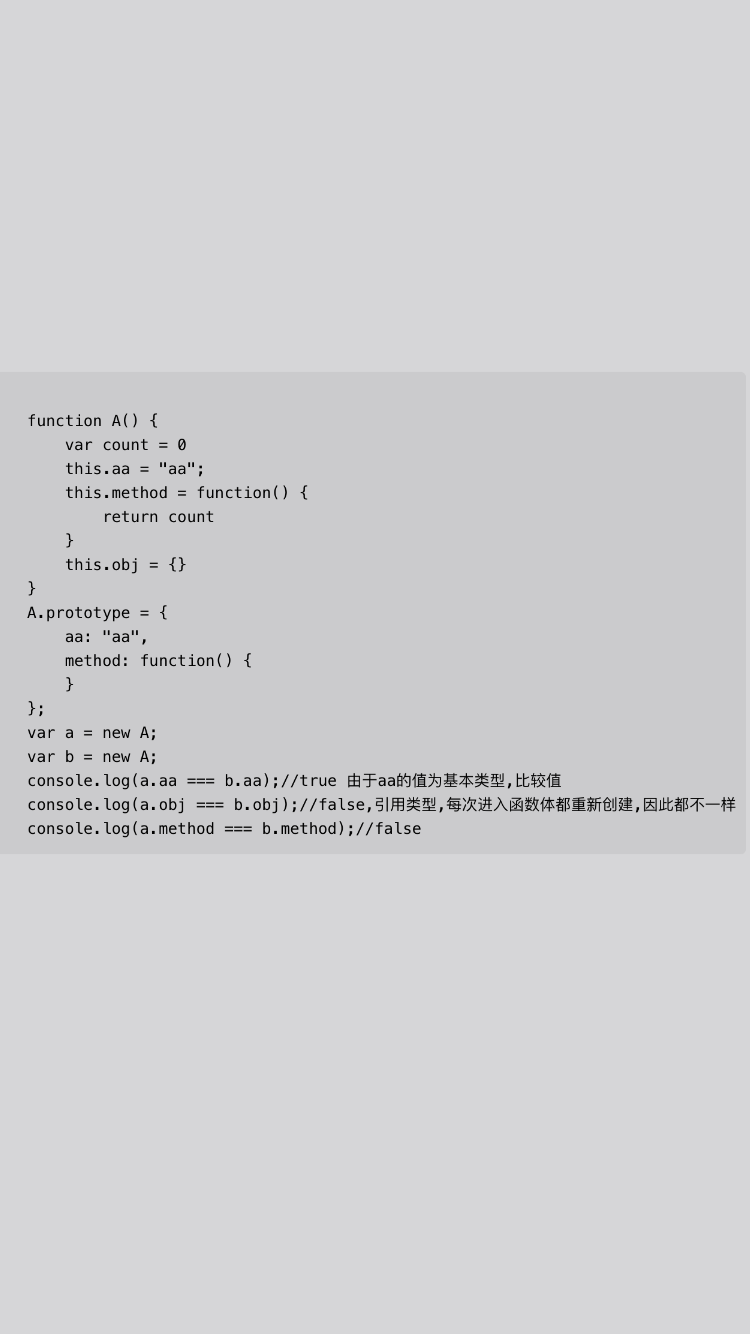 function A() {
    var count = 0
    this.aa = "aa";
    this.method = function() {
        return count
    }
    this.obj = {}
}
A.prototype = {
    aa: "aa",
    method: function() {
    }
};
var a = new A;
var b = new A;
console.log(a.aa === b.aa);//true 由于aa的值为基本类型,比较值
console.log(a.obj === b.obj);//false,引用类型,每次进入函数体都重新创建,因此都不一样
console.log(a.method === b.method);//false